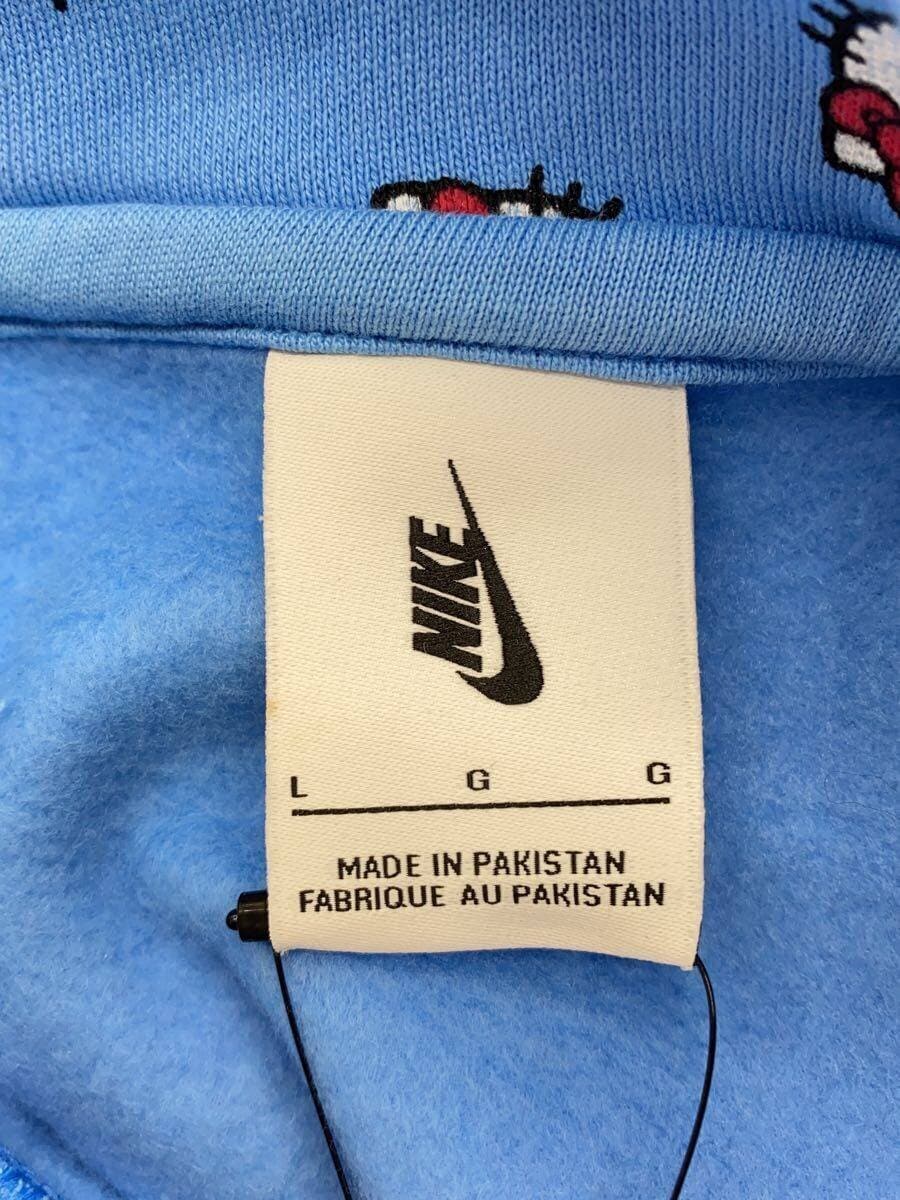 NIKE
L G G
MADE IN PAKISTAN
FABRIQUE AU PAKISTAN